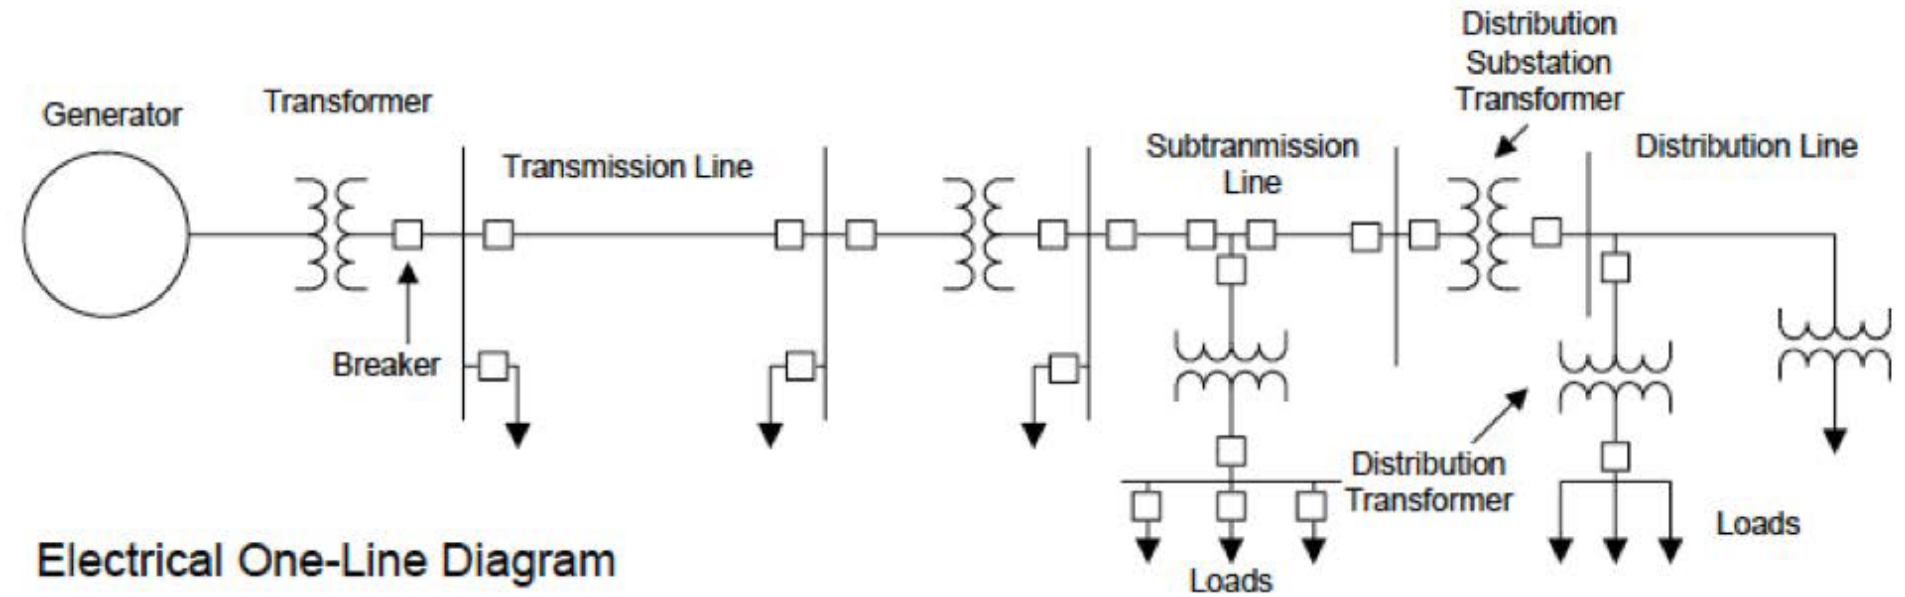 Generator
Transformer
Transmission Line
Breaker
Subtranmission
Line
Distribution
Substation
Transformer
Distribution Line
Distribution
Transformer
Loads
Loads
Electrical One-Line Diagram